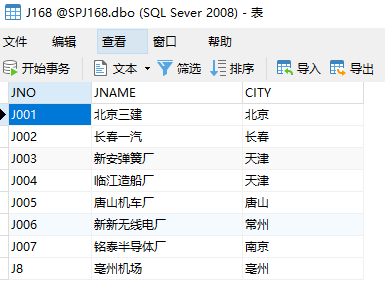 J168 @SPJ168.dbo (SQL Sever 2008) - 表
文件 编辑 查看 窗口 帮助
开始事务 文本 筛选 排序 导入 导出
JNO JNAME CITY
J001 北京三建 北京
J002 长春一汽 长春
J003 新安弹簧厂 天津
J004 临江造船厂 天津
J005 唐山机车厂 唐山
J006 新新无线电厂 常州
J007 铭泰半导体厂 南京
J8 毫州机场 毫州